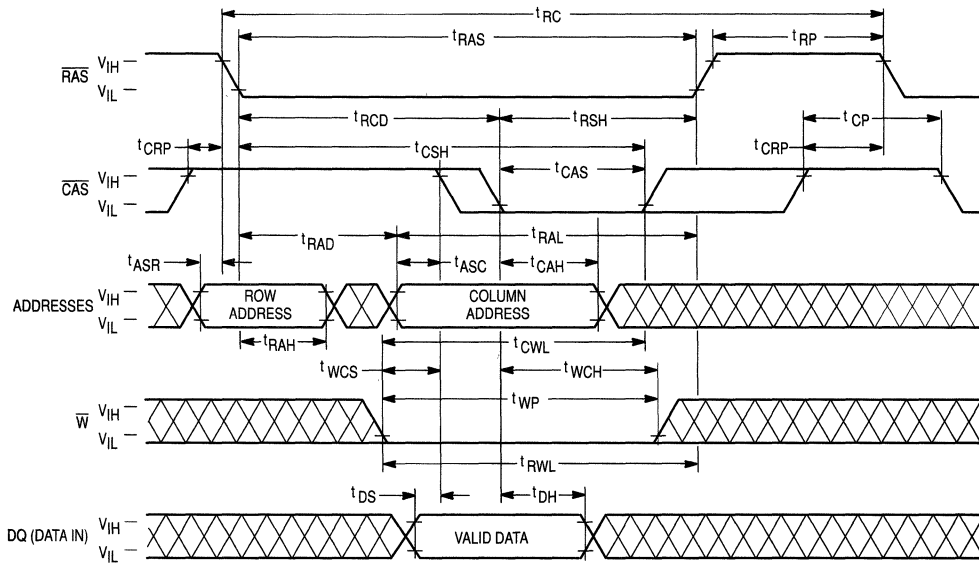 tRC
tRAS
tRP
RAS
VIH
VIL
tRCD
tRSH
tCP
tCRP
tCSH
tCRP
tCAS
CAS
VIH
VIL
tRAD
tRAL
tASR
tASC
tCAH
ADDRESSES
VIH
VIL
ROW
ADDRESS
COLUMN
ADDRESS
tRAH
tCWL
tWCS
tWCH
tWP
W
VIH
VIL
tRWL
tDS
tDH
DQ (DATA IN)
VIH
VIL
VALID DATA